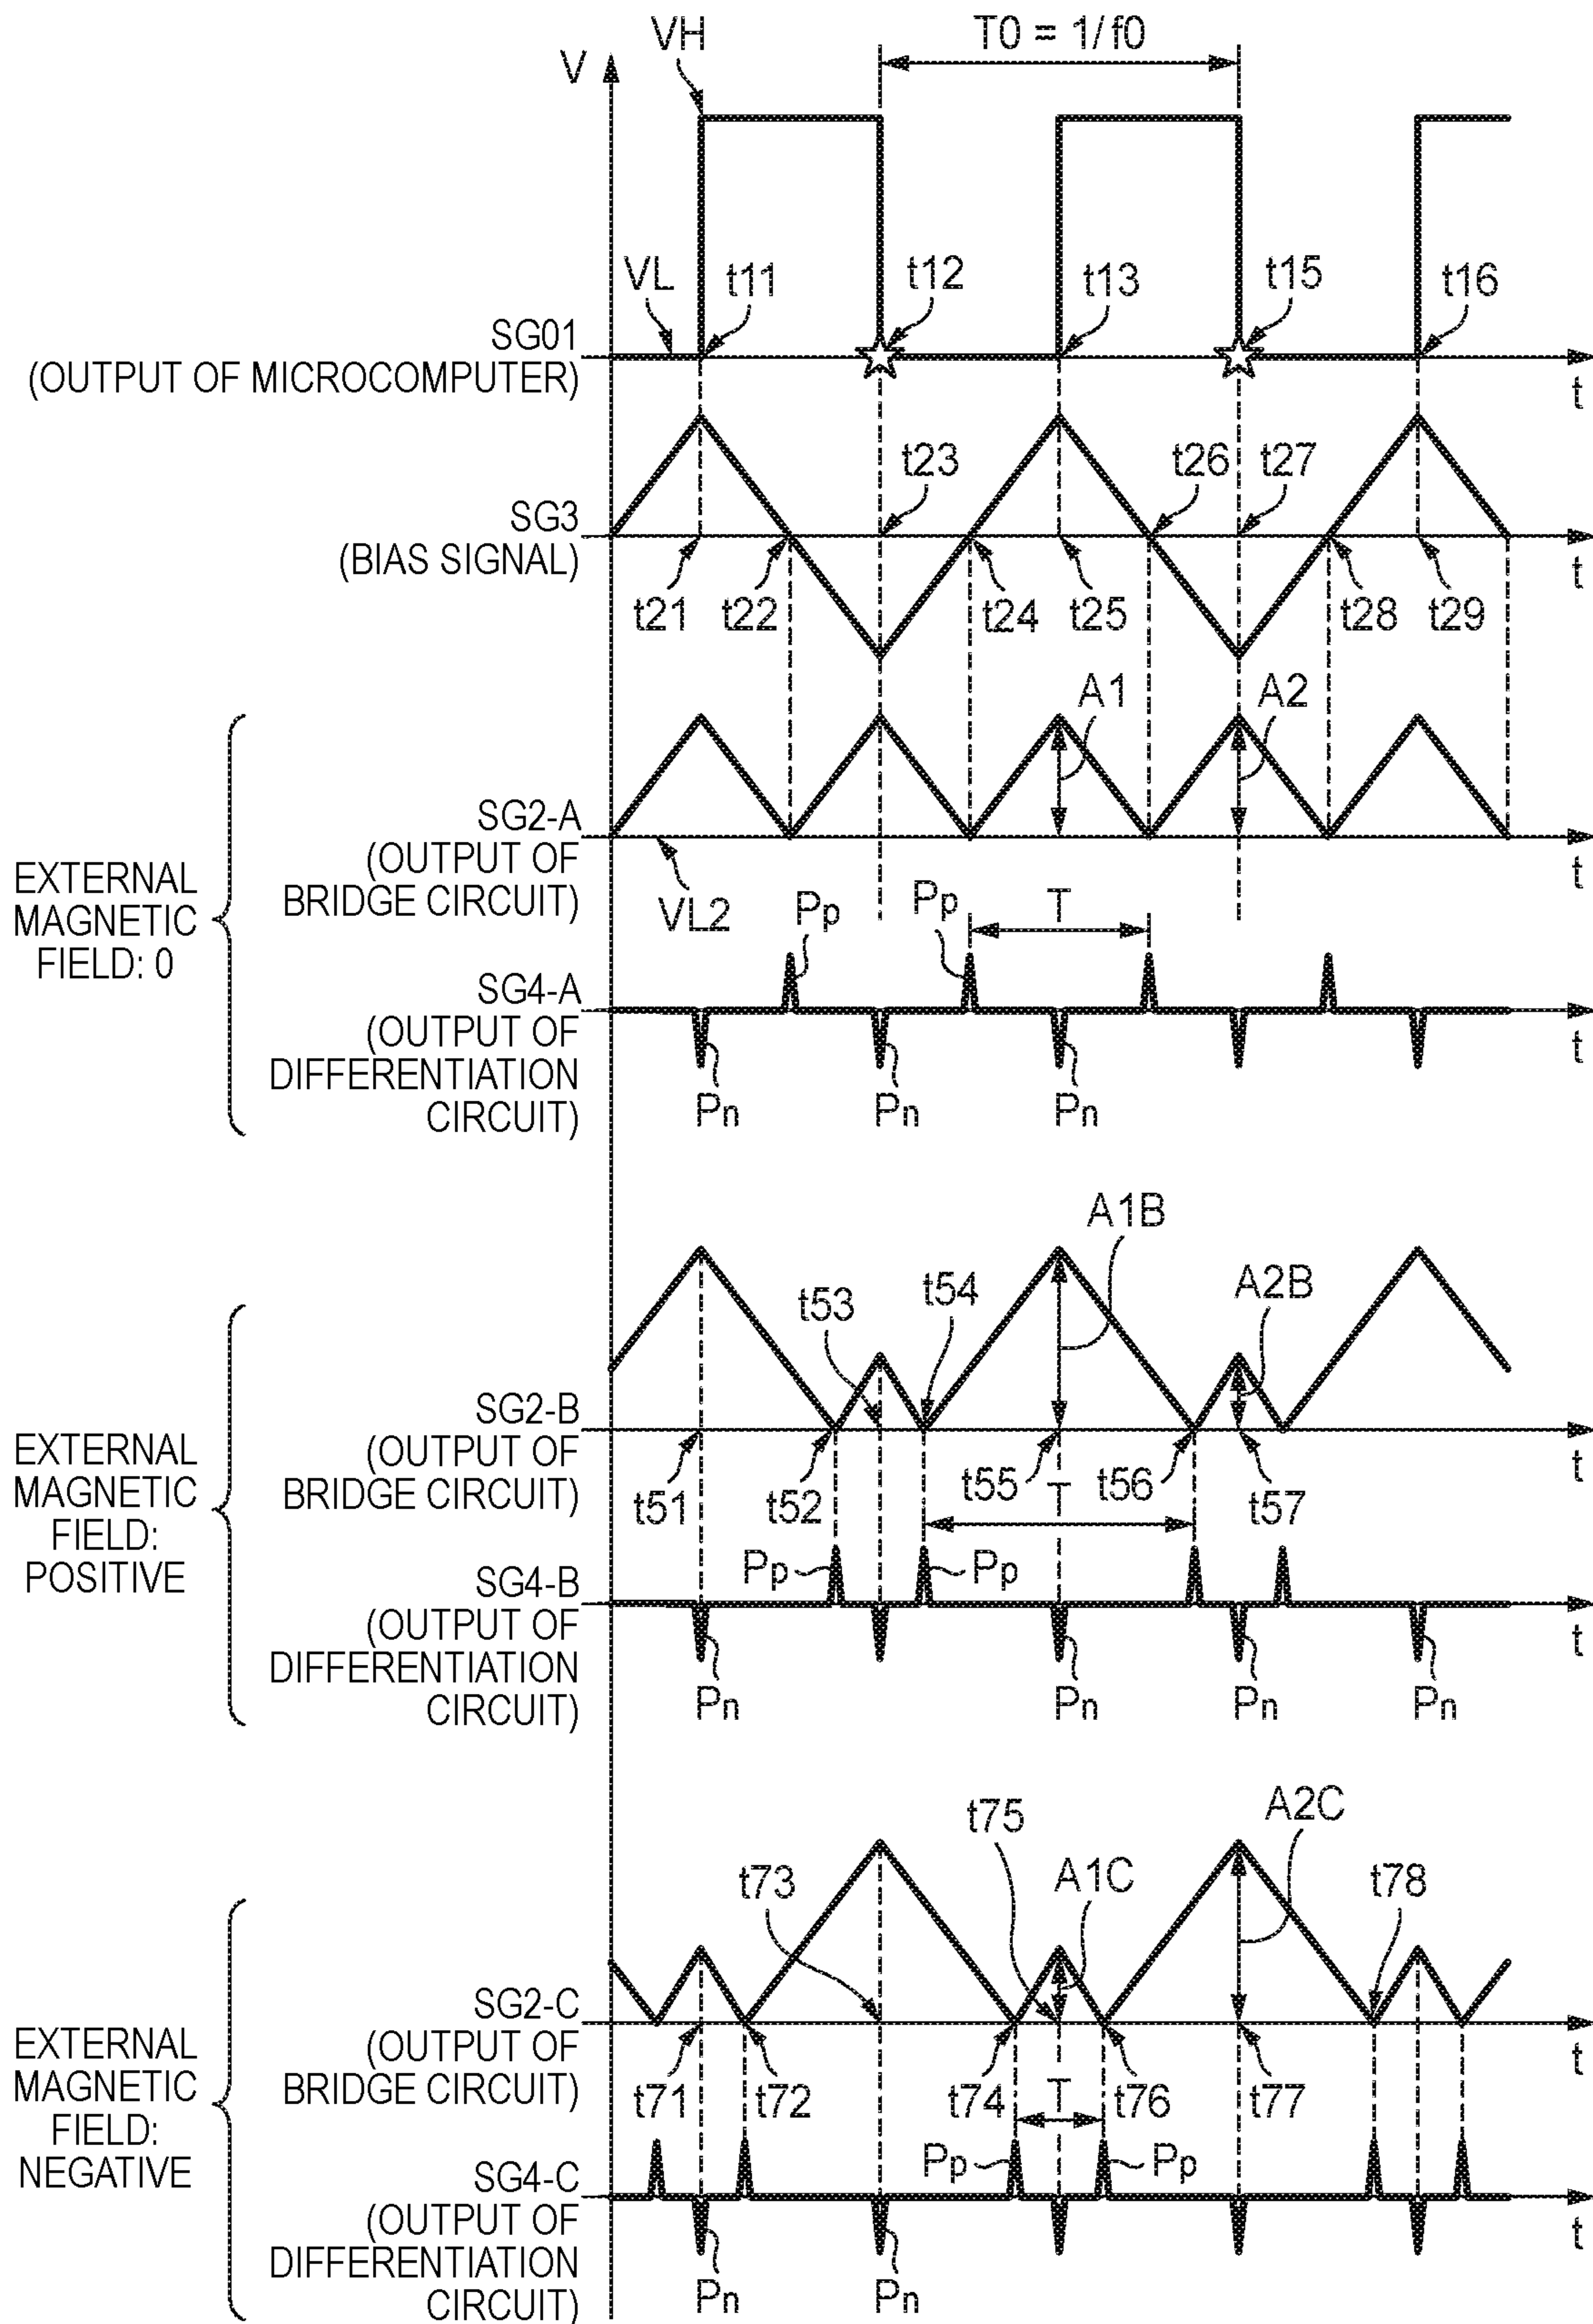 VH
T0 = 1/f0
V
VL
t11
t12
t13
t15
t16
SG01
(OUTPUT OF MICROCOMPUTER)
t
t23
t26
t27
SG3
(BIAS SIGNAL)
t
t21
t22
t24
t25
t28
t29
A1
A2
SG2-A
(OUTPUT OF
BRIDGE CIRCUIT)
t
VL2
EXTERNAL
MAGNETIC
FIELD: 0
Pp
Pp
T
SG4-A
(OUTPUT OF
DIFFERENTIATION
CIRCUIT)
t
Pn
Pn
Pn
A1B
t53
t54
A2B
SG2-B
(OUTPUT OF
BRIDGE CIRCUIT)
t
EXTERNAL
MAGNETIC
FIELD:
POSITIVE
t51
t52
t55
T
t56
t57
Pp
Pp
SG4-B
(OUTPUT OF
DIFFERENTIATION
CIRCUIT)
t
Pn
Pn
Pn
Pn
t75
A2C
t73
A1C
t78
SG2-C
(OUTPUT OF
BRIDGE CIRCUIT)
t
EXTERNAL
MAGNETIC
FIELD:
NEGATIVE
t71
t72
t74
T
t76
t77
Pp
Pp
SG4-C
(OUTPUT OF
DIFFERENTIATION
CIRCUIT)
t
Pn
Pn